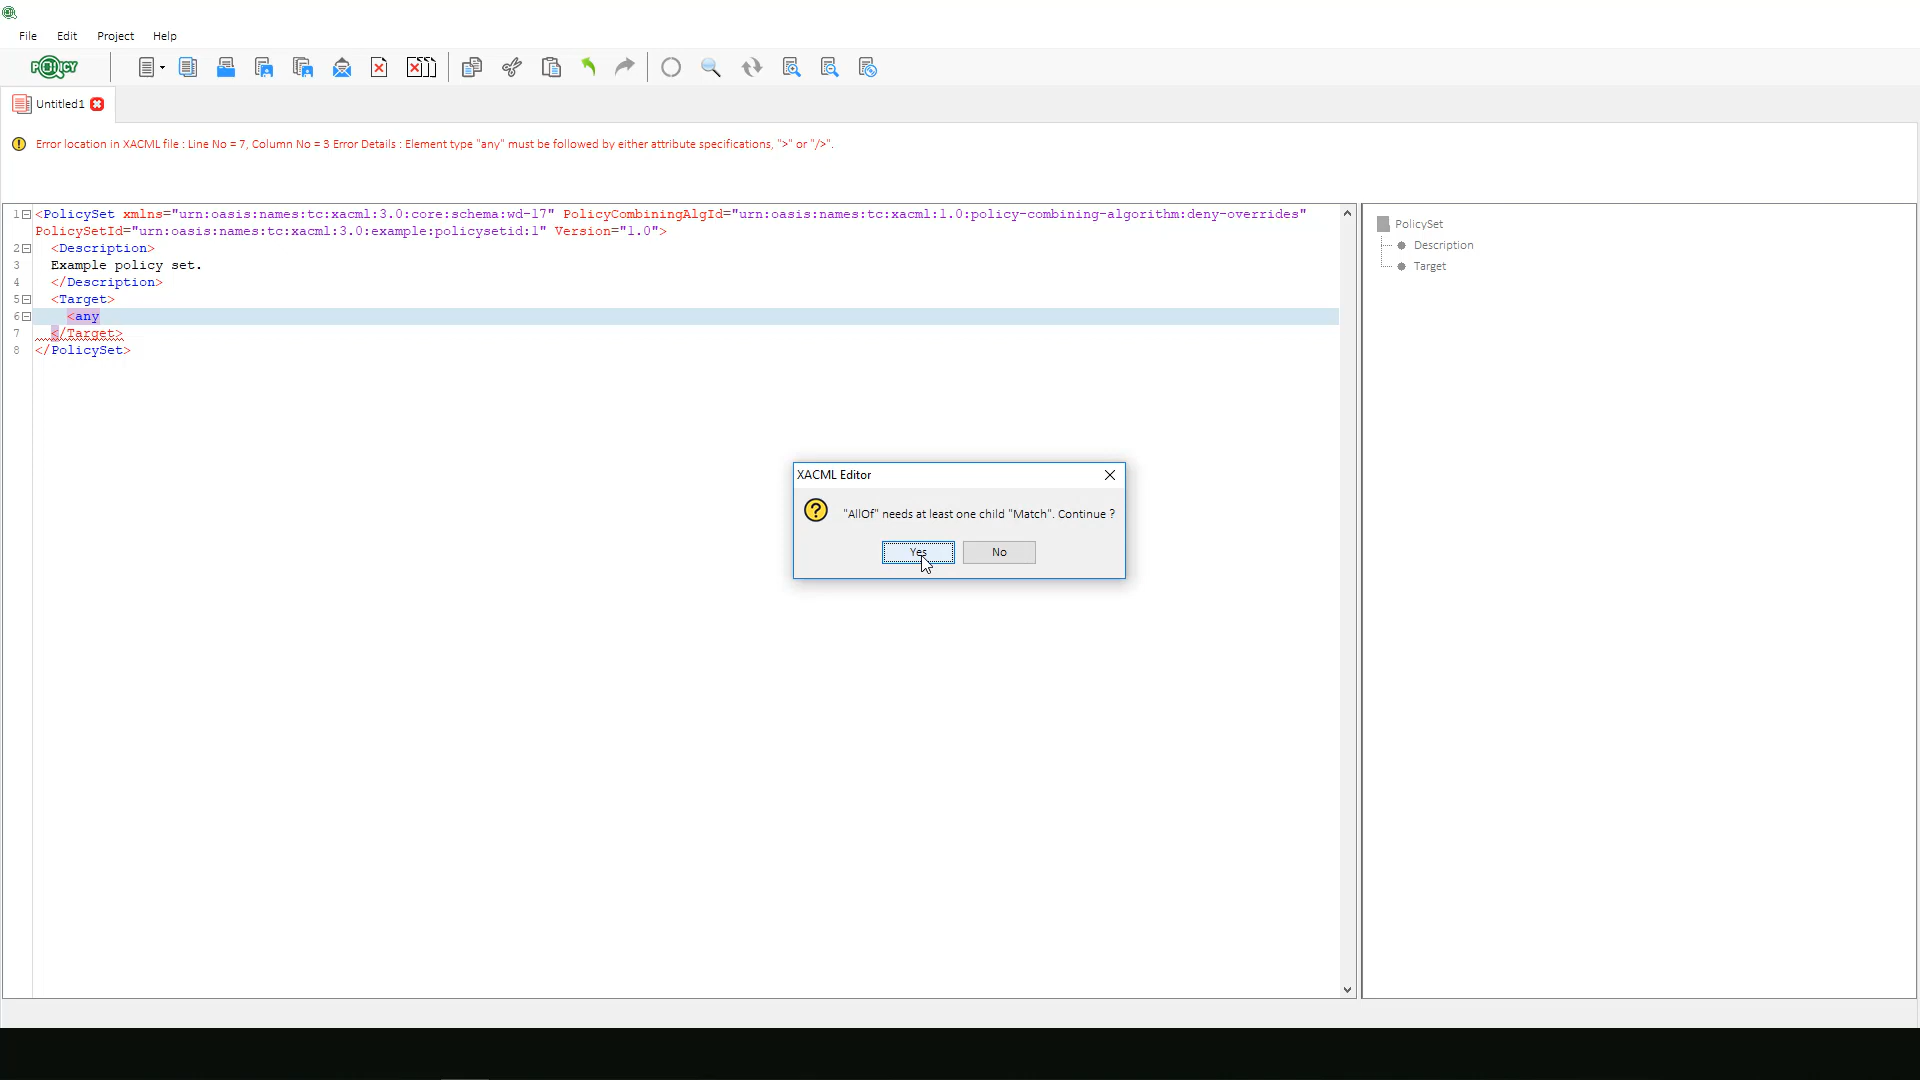 File Edit Project Help
POLICY
Untitled1
Error location in XACML file : Line No = 7, Column No = 3 Error Details : Element type "any" must be followed by either attribute specifications, ">" or "/>".
1 <PolicySet xmlns="urn:oasis:names:tc:xacml:3.0:core:schema:wd-17" PolicyCombiningAlgId="urn:oasis:names:tc:xacml:1.0:policy-combining-algorithm:deny-overrides"
PolicySetId="urn:oasis:names:tc:xacml:3.0:example:policysetid:1" Version="1.0">
2 <Description>
3 Example policy set.
4 </Description>
5 <Target>
6 <any
7 </Target>
8 </PolicySet>
PolicySet
Description
Target
XACML Editor
"AllOf" needs at least one child "Match". Continue ?
Yes No